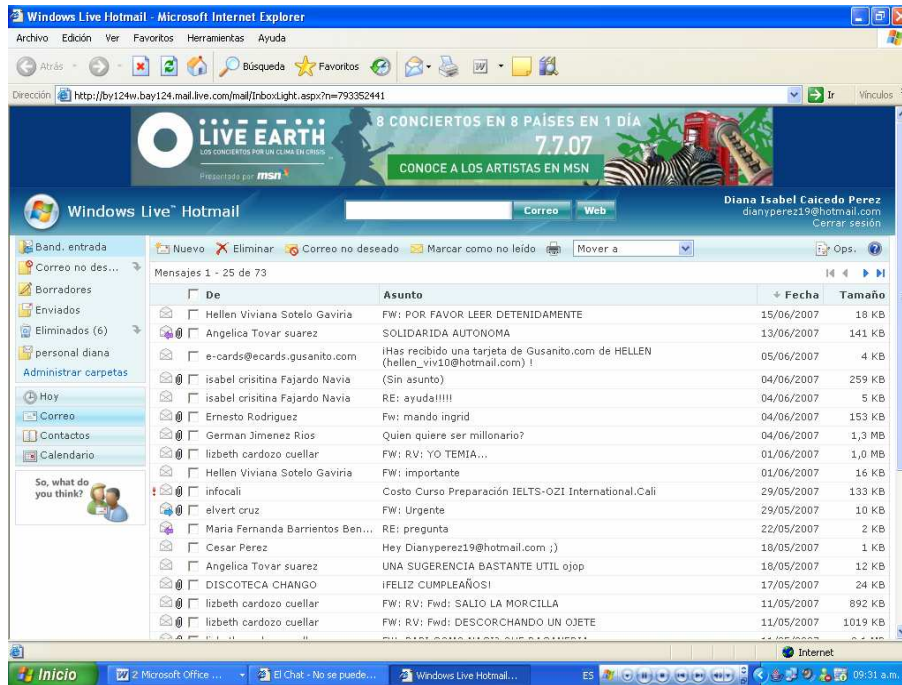 Windows Live Hotmail - Microsoft Internet Explorer
Archivo Edición Ver Favoritos Herramientas Ayuda
Atrás Búsqueda Favoritos
Dirección http://by124w.bay124.mail.live.com/mail/InboxLight.aspx?n=793352441 Ir Vínculos
LIVE EARTH
LOS CONCIERTOS POR UN CLIMA EN CRISIS
Presentado por msn
8 CONCIERTOS EN 8 PAÍSES EN 1 DÍA
7.7.07
CONOCE A LOS ARTISTAS EN MSN
Windows Live™ Hotmail
Correo Web
Diana Isabel Caicedo Perez
dianyperez19@hotmail.com
Cerrar sesión
Band. entrada
Correo no des...
Borradores
Enviados
Eliminados (6)
personal diana
Administrar carpetas
Hoy
Correo
Contactos
Calendario
So, what do
you think?
Nuevo Eliminar Correo no deseado Marcar como no leído Mover a Ops.
Mensajes 1 - 25 de 73
De Asunto Fecha Tamaño
Hellen Viviana Sotelo Gaviria FW: POR FAVOR LEER DETENIDAMENTE 15/06/2007 18 KB
Angelica Tovar suarez SOLIDARIDA AUTONOMA 13/06/2007 141 KB
e-cards@ecards.gusanito.com ¡Has recibido una tarjeta de Gusanito.com de HELLEN
(hellen_viv10@hotmail.com) ! 05/06/2007 4 KB
isabel crisitina Fajardo Navia (Sin asunto) 04/06/2007 259 KB
isabel crisitina Fajardo Navia RE: ayuda!!!!! 04/06/2007 5 KB
Ernesto Rodriguez Fw: mando ingrid 04/06/2007 153 KB
German Jimenez Rios Quien quiere ser millonario? 04/06/2007 1,3 MB
lizbeth cardozo cuellar FW: RV: YO TEMIA... 01/06/2007 1,0 MB
Hellen Viviana Sotelo Gaviria FW: importante 01/06/2007 16 KB
infocali Costo Curso Preparación IELTS-OZI International.Cali 29/05/2007 133 KB
elvert cruz FW: Urgente 29/05/2007 10 KB
Maria Fernanda Barrientos Ben... RE: pregunta 22/05/2007 2 KB
Cesar Perez Hey Dianyperez19@hotmail.com ;) 18/05/2007 1 KB
Angelica Tovar suarez UNA SUGERENCIA BASTANTE UTIL ojop 18/05/2007 12 KB
DISCOTECA CHANGO ¡FELIZ CUMPLEAÑOS! 17/05/2007 24 KB
lizbeth cardozo cuellar FW: RV: Fwd: SALIO LA MORCILLA 11/05/2007 892 KB
lizbeth cardozo cuellar FW: RV: Fwd: DESCORCHANDO UN OJETE 11/05/2007 1019 KB
Internet
Inicio 2 Microsoft Office ... El Chat - No se puede... Windows Live Hotmail... ES 09:31 a.m.